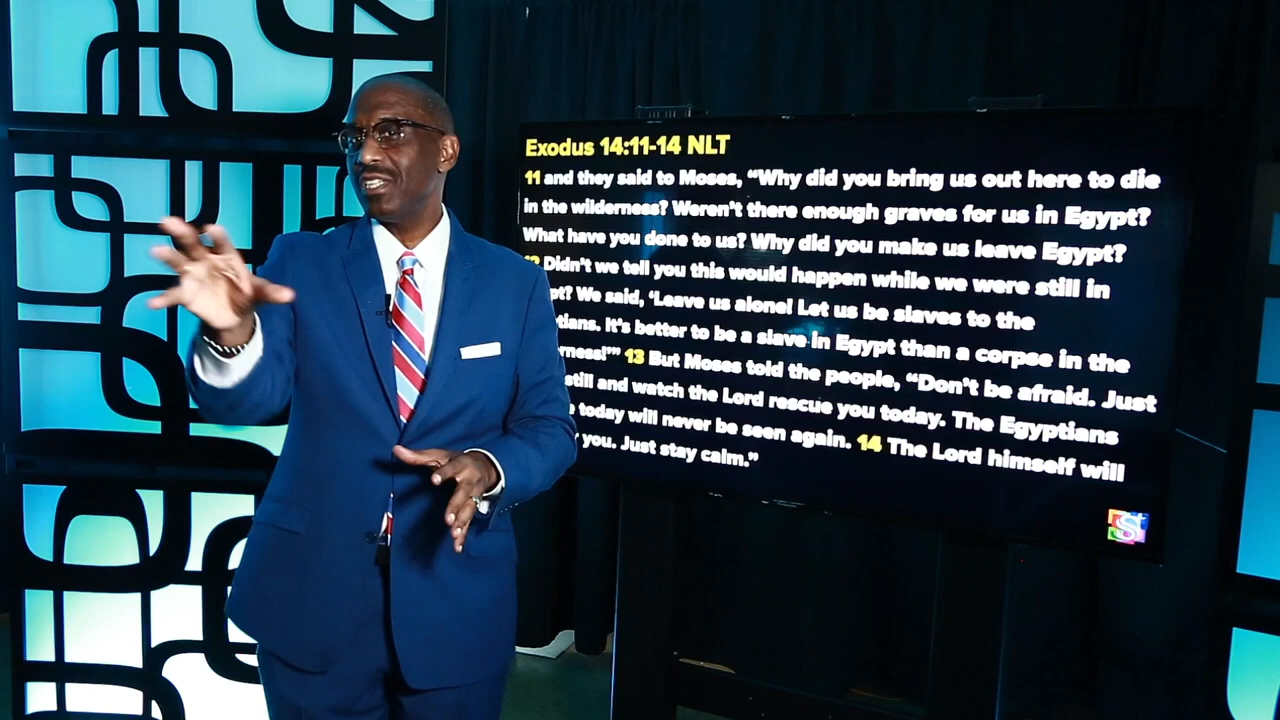 Exodus 14:11-14 NLT
11 and they said to Moses, “Why did you bring us out here to die
in the wilderness? Weren’t there enough graves for us in Egypt?
What have you done to us? Why did you make us leave Egypt?
12 Didn’t we tell you this would happen while we were still in
pt? We said, ‘Leave us alone! Let us be slaves to the
tians. It’s better to be a slave in Egypt than a corpse in the
rness!’” 13 But Moses told the people, “Don’t be afraid. Just
still and watch the Lord rescue you today. The Egyptians
today will never be seen again. 14 The Lord himself will
you. Just stay calm.”
S